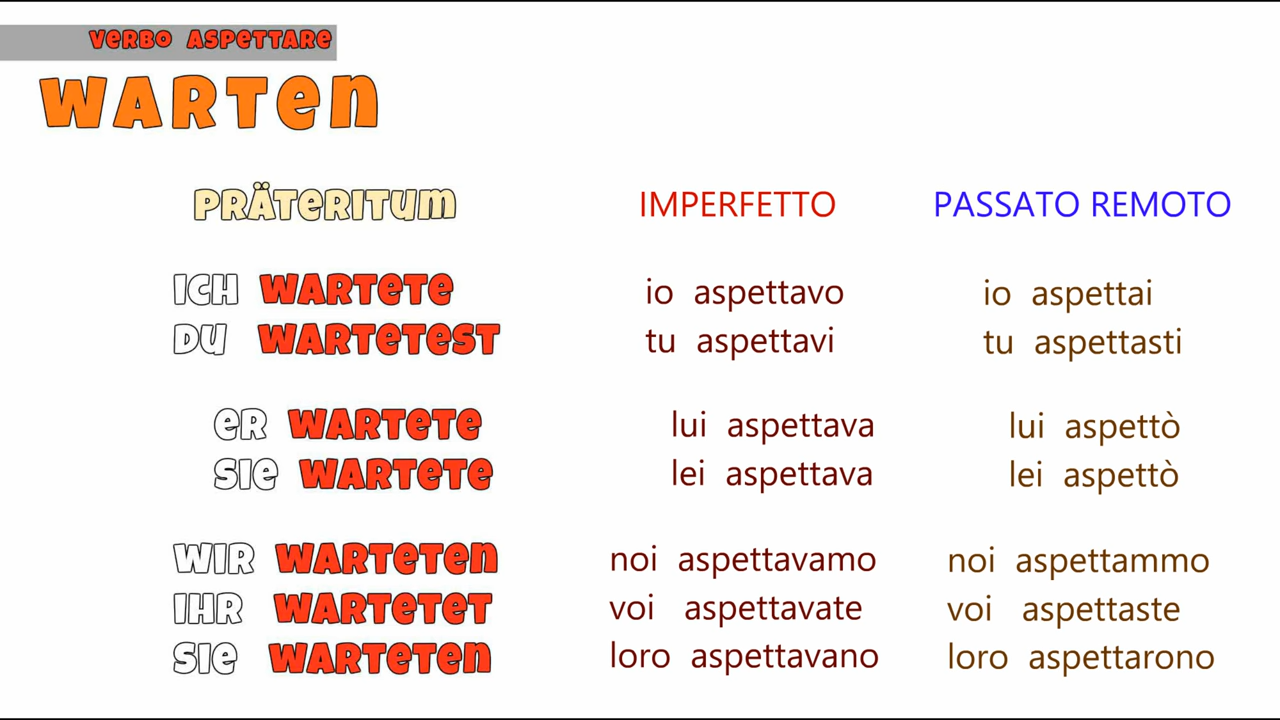 VERBO ASPETTARE
WARTEN
PRÄTERITUM IMPERFETTO PASSATO REMOTO
ICH WARTETE io aspettavo io aspettai
DU WARTETEST tu aspettavi tu aspettasti
ER WARTETE lui aspettava lui aspettò
SIE WARTETE lei aspettava lei aspettò
WIR WARTETEN noi aspettavamo noi aspettammo
IHR WARTETET voi aspettavate voi aspettaste
SIE WARTETEN loro aspettavano loro aspettarono